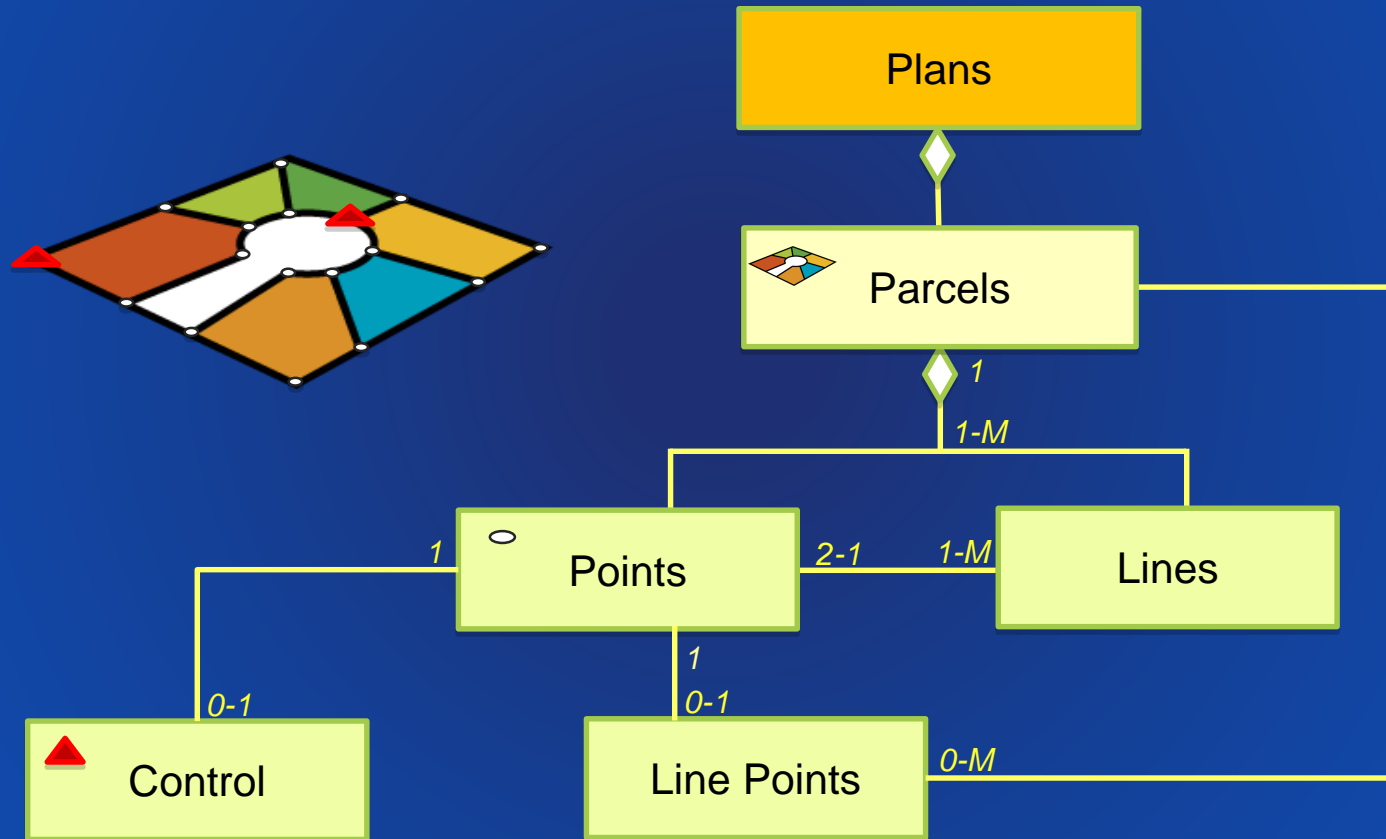 Plans
Parcels
1
1-M
1
Points
2-1
1-M
Lines
1
0-1
0-1
Control
Line Points
0-M